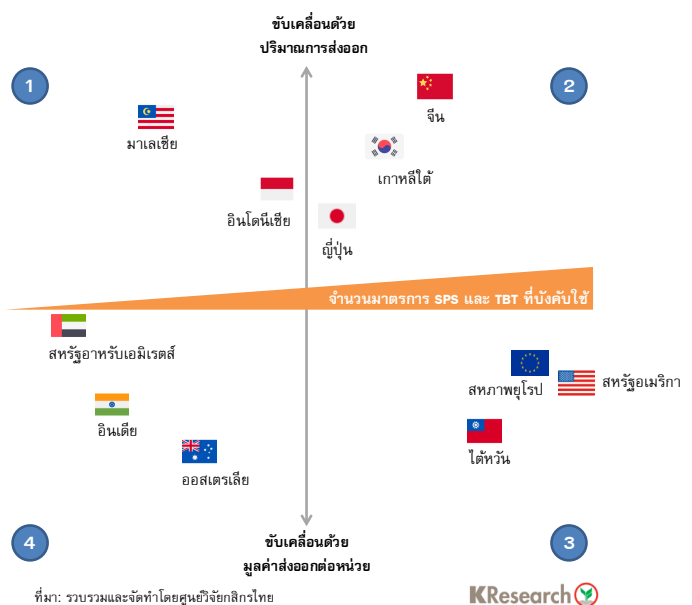 ขับเคลื่อนด้วย
ปริมาณการส่งออก
1
2
จีน
มาเลเซีย
เกาหลีใต้
อินโดนีเซีย
ญี่ปุ่น
จำนวนมาตรการ SPS และ TBT ที่บังคับใช้
สหรัฐอาหรับเอมิเรตส์
สหภาพยุโรป
สหรัฐอเมริกา
อินเดีย
ไต้หวัน
ออสเตรเลีย
4
3
ขับเคลื่อนด้วย
มูลค่าส่งออกต่อหน่วย
ที่มา: รวบรวมและจัดทำโดยศูนย์วิจัยกสิกรไทย
KResearch